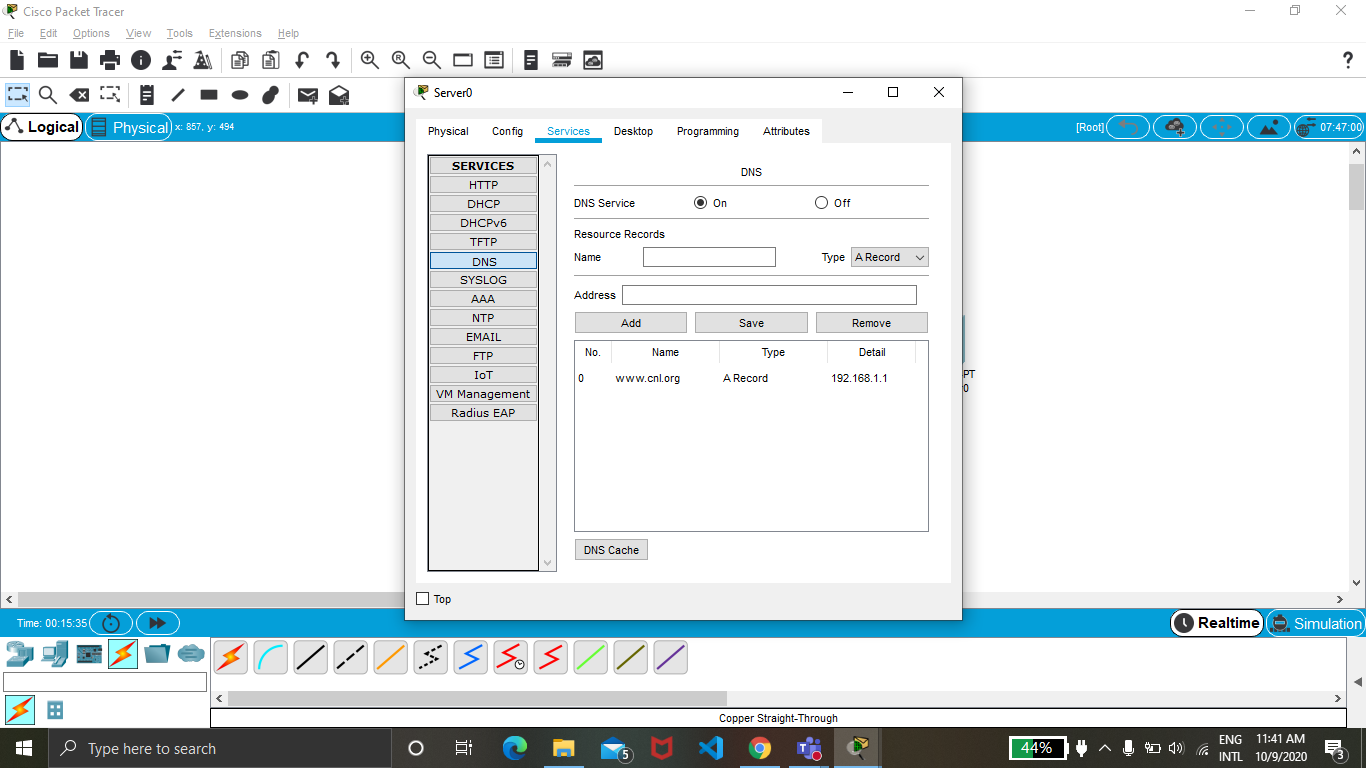 Cisco Packet Tracer
File Edit Options View Tools Extensions Help
?
Logical Physical x: 857, y: 494
[Root] 07:47:00
Server0
Physical Config Services Desktop Programming Attributes
SERVICES
HTTP
DHCP
DHCPv6
TFTP
DNS
SYSLOG
AAA
NTP
EMAIL
FTP
IoT
VM Management
Radius EAP
DNS
DNS Service On Off
Resource Records
Name Type A Record
Address
Add Save Remove
No. Name Type Detail
0 www.cnl.org A Record 192.168.1.1
DNS Cache
Top
PT
0
Time: 00:15:35
Realtime Simulation
Copper Straight-Through
Type here to search
5
44%
ENG
INTL
11:41 AM
10/9/2020
3